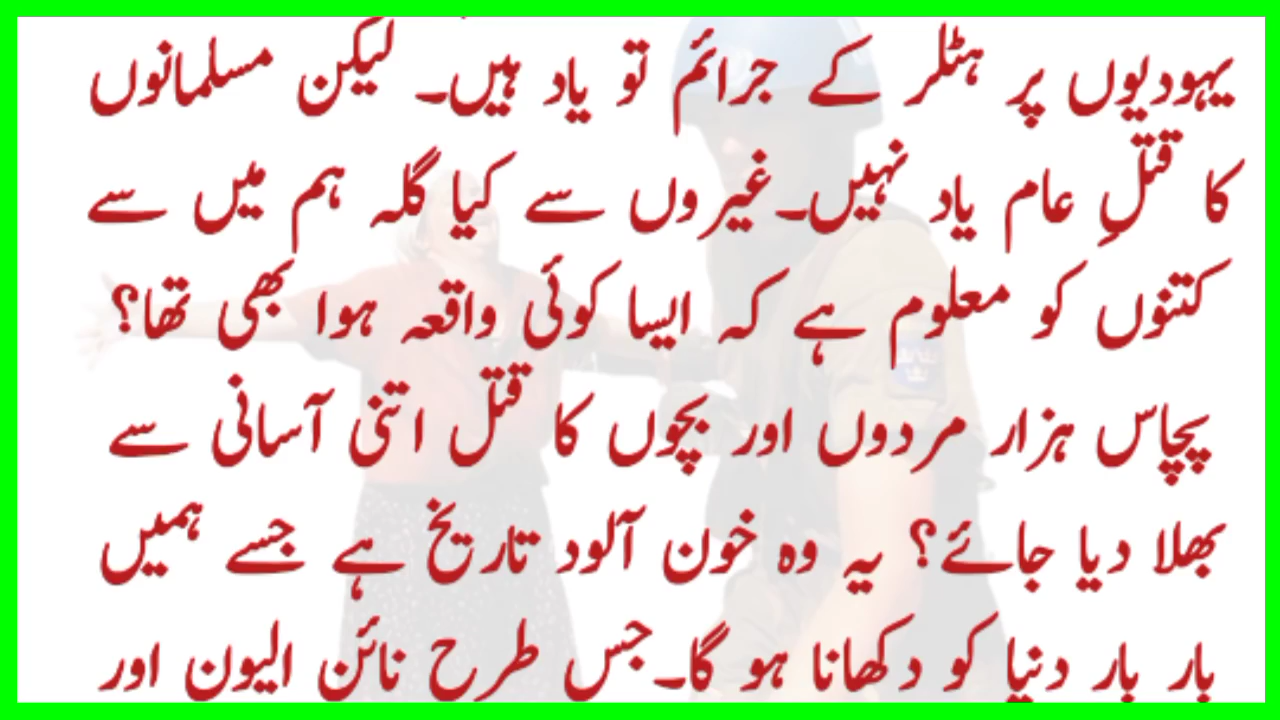 یہودیوں پر ہٹلر کے جرائم تو یاد ہیں۔ لیکن مسلمانوں
کا قتلِ عام یاد نہیں۔غیروں سے کیا گلہ ہم میں سے
کتنوں کو معلوم ہے کہ ایسا کوئی واقعہ ہوا بھی تھا؟
پچاس ہزار مردوں اور بچوں کا قتل اتنی آسانی سے
بھلا دیا جائے؟ یہ وہ خون آلود تاریخ ہے جسے ہمیں
بار بار دنیا کو دکھانا ہو گا۔جس طرح نائن الیون اور